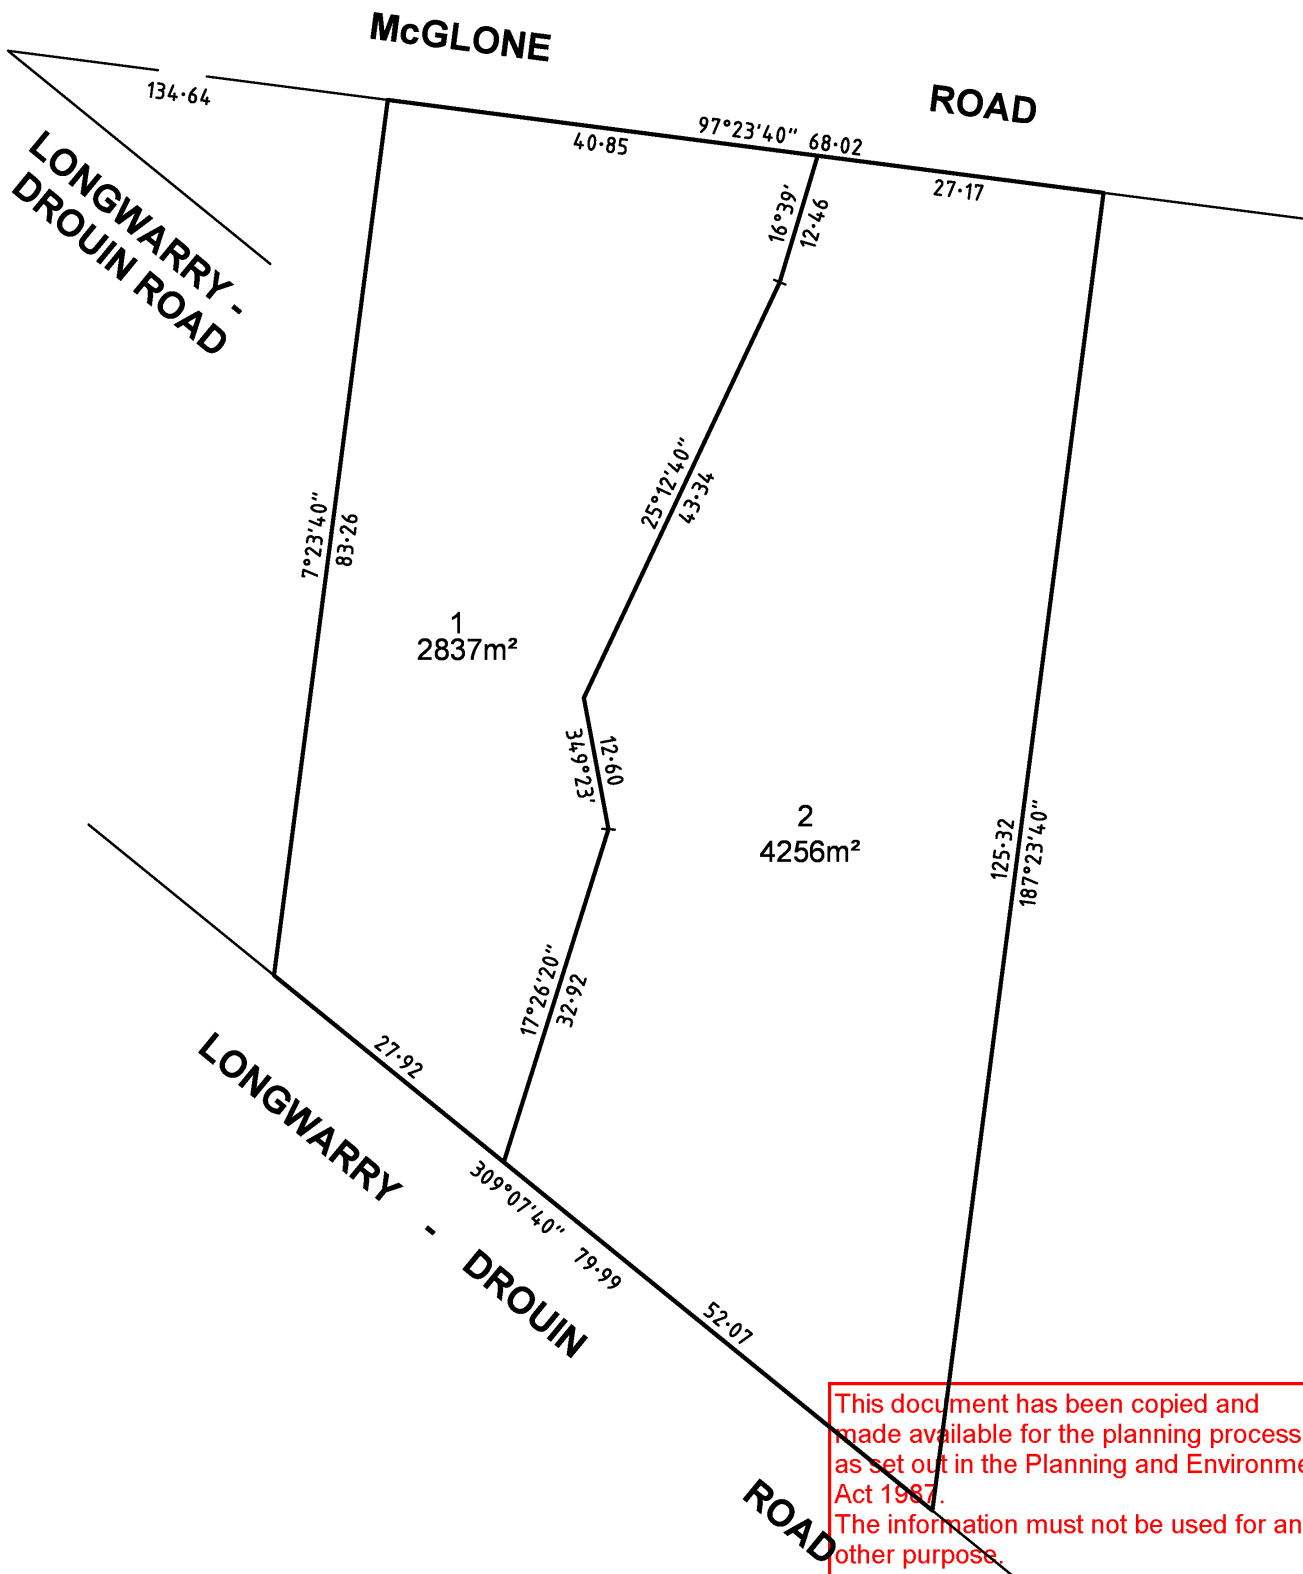 McGLONE
ROAD
134·64
97°23'40" 68·02
40·85
27·17
LONGWARRY -
DROUIN ROAD
16°39'
12·46
25°12'40"
43·34
7°23'40"
83·26
1
2837m²
349°23'
12·60
2
4256m²
125·32
187°23'40"
17°26'20"
32·92
27·92
LONGWARRY - DROUIN
309°07'40" 79·99
52·07
ROAD
This document has been copied and
made available for the planning process
as set out in the Planning and Environme
Act 1987.
The information must not be used for an
other purpose.